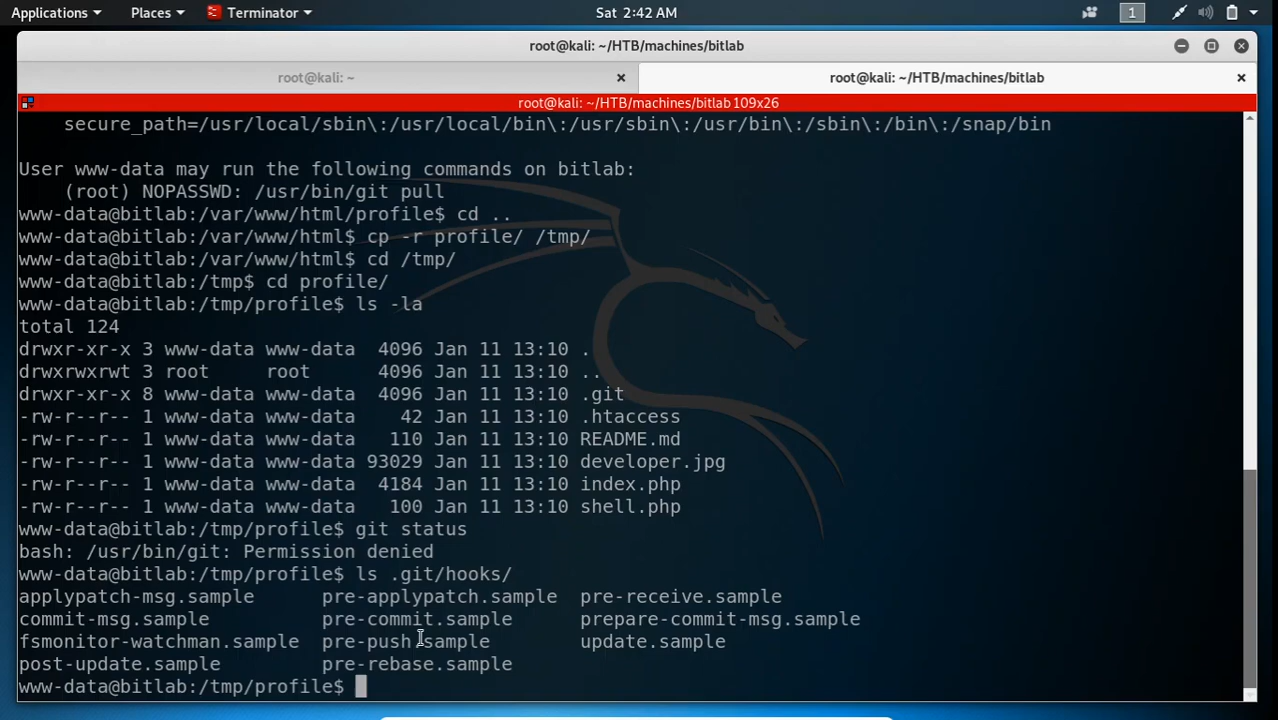 Applications Places Terminator Sat 2:42 AM 1
root@kali: ~/HTB/machines/bitlab
root@kali: ~ root@kali: ~/HTB/machines/bitlab
root@kali: ~/HTB/machines/bitlab 109x26
secure_path=/usr/local/sbin\:/usr/local/bin\:/usr/sbin\:/usr/bin\:/sbin\:/bin\:/snap/bin
User www-data may run the following commands on bitlab:
(root) NOPASSWD: /usr/bin/git pull
www-data@bitlab:/var/www/html/profile$ cd ..
www-data@bitlab:/var/www/html$ cp -r profile/ /tmp/
www-data@bitlab:/var/www/html$ cd /tmp/
www-data@bitlab:/tmp$ cd profile/
www-data@bitlab:/tmp/profile$ ls -la
total 124
drwxr-xr-x 3 www-data www-data  4096 Jan 11 13:10 .
drwxrwxrwt 3 root     root      4096 Jan 11 13:10 ..
drwxr-xr-x 8 www-data www-data  4096 Jan 11 13:10 .git
-rw-r--r-- 1 www-data www-data    42 Jan 11 13:10 .htaccess
-rw-r--r-- 1 www-data www-data   110 Jan 11 13:10 README.md
-rw-r--r-- 1 www-data www-data 93029 Jan 11 13:10 developer.jpg
-rw-r--r-- 1 www-data www-data  4184 Jan 11 13:10 index.php
-rw-r--r-- 1 www-data www-data   100 Jan 11 13:10 shell.php
www-data@bitlab:/tmp/profile$ git status
bash: /usr/bin/git: Permission denied
www-data@bitlab:/tmp/profile$ ls .git/hooks/
applypatch-msg.sample      pre-applypatch.sample  pre-receive.sample
commit-msg.sample          pre-commit.sample      prepare-commit-msg.sample
fsmonitor-watchman.sample  pre-push.sample        update.sample
post-update.sample         pre-rebase.sample
www-data@bitlab:/tmp/profile$